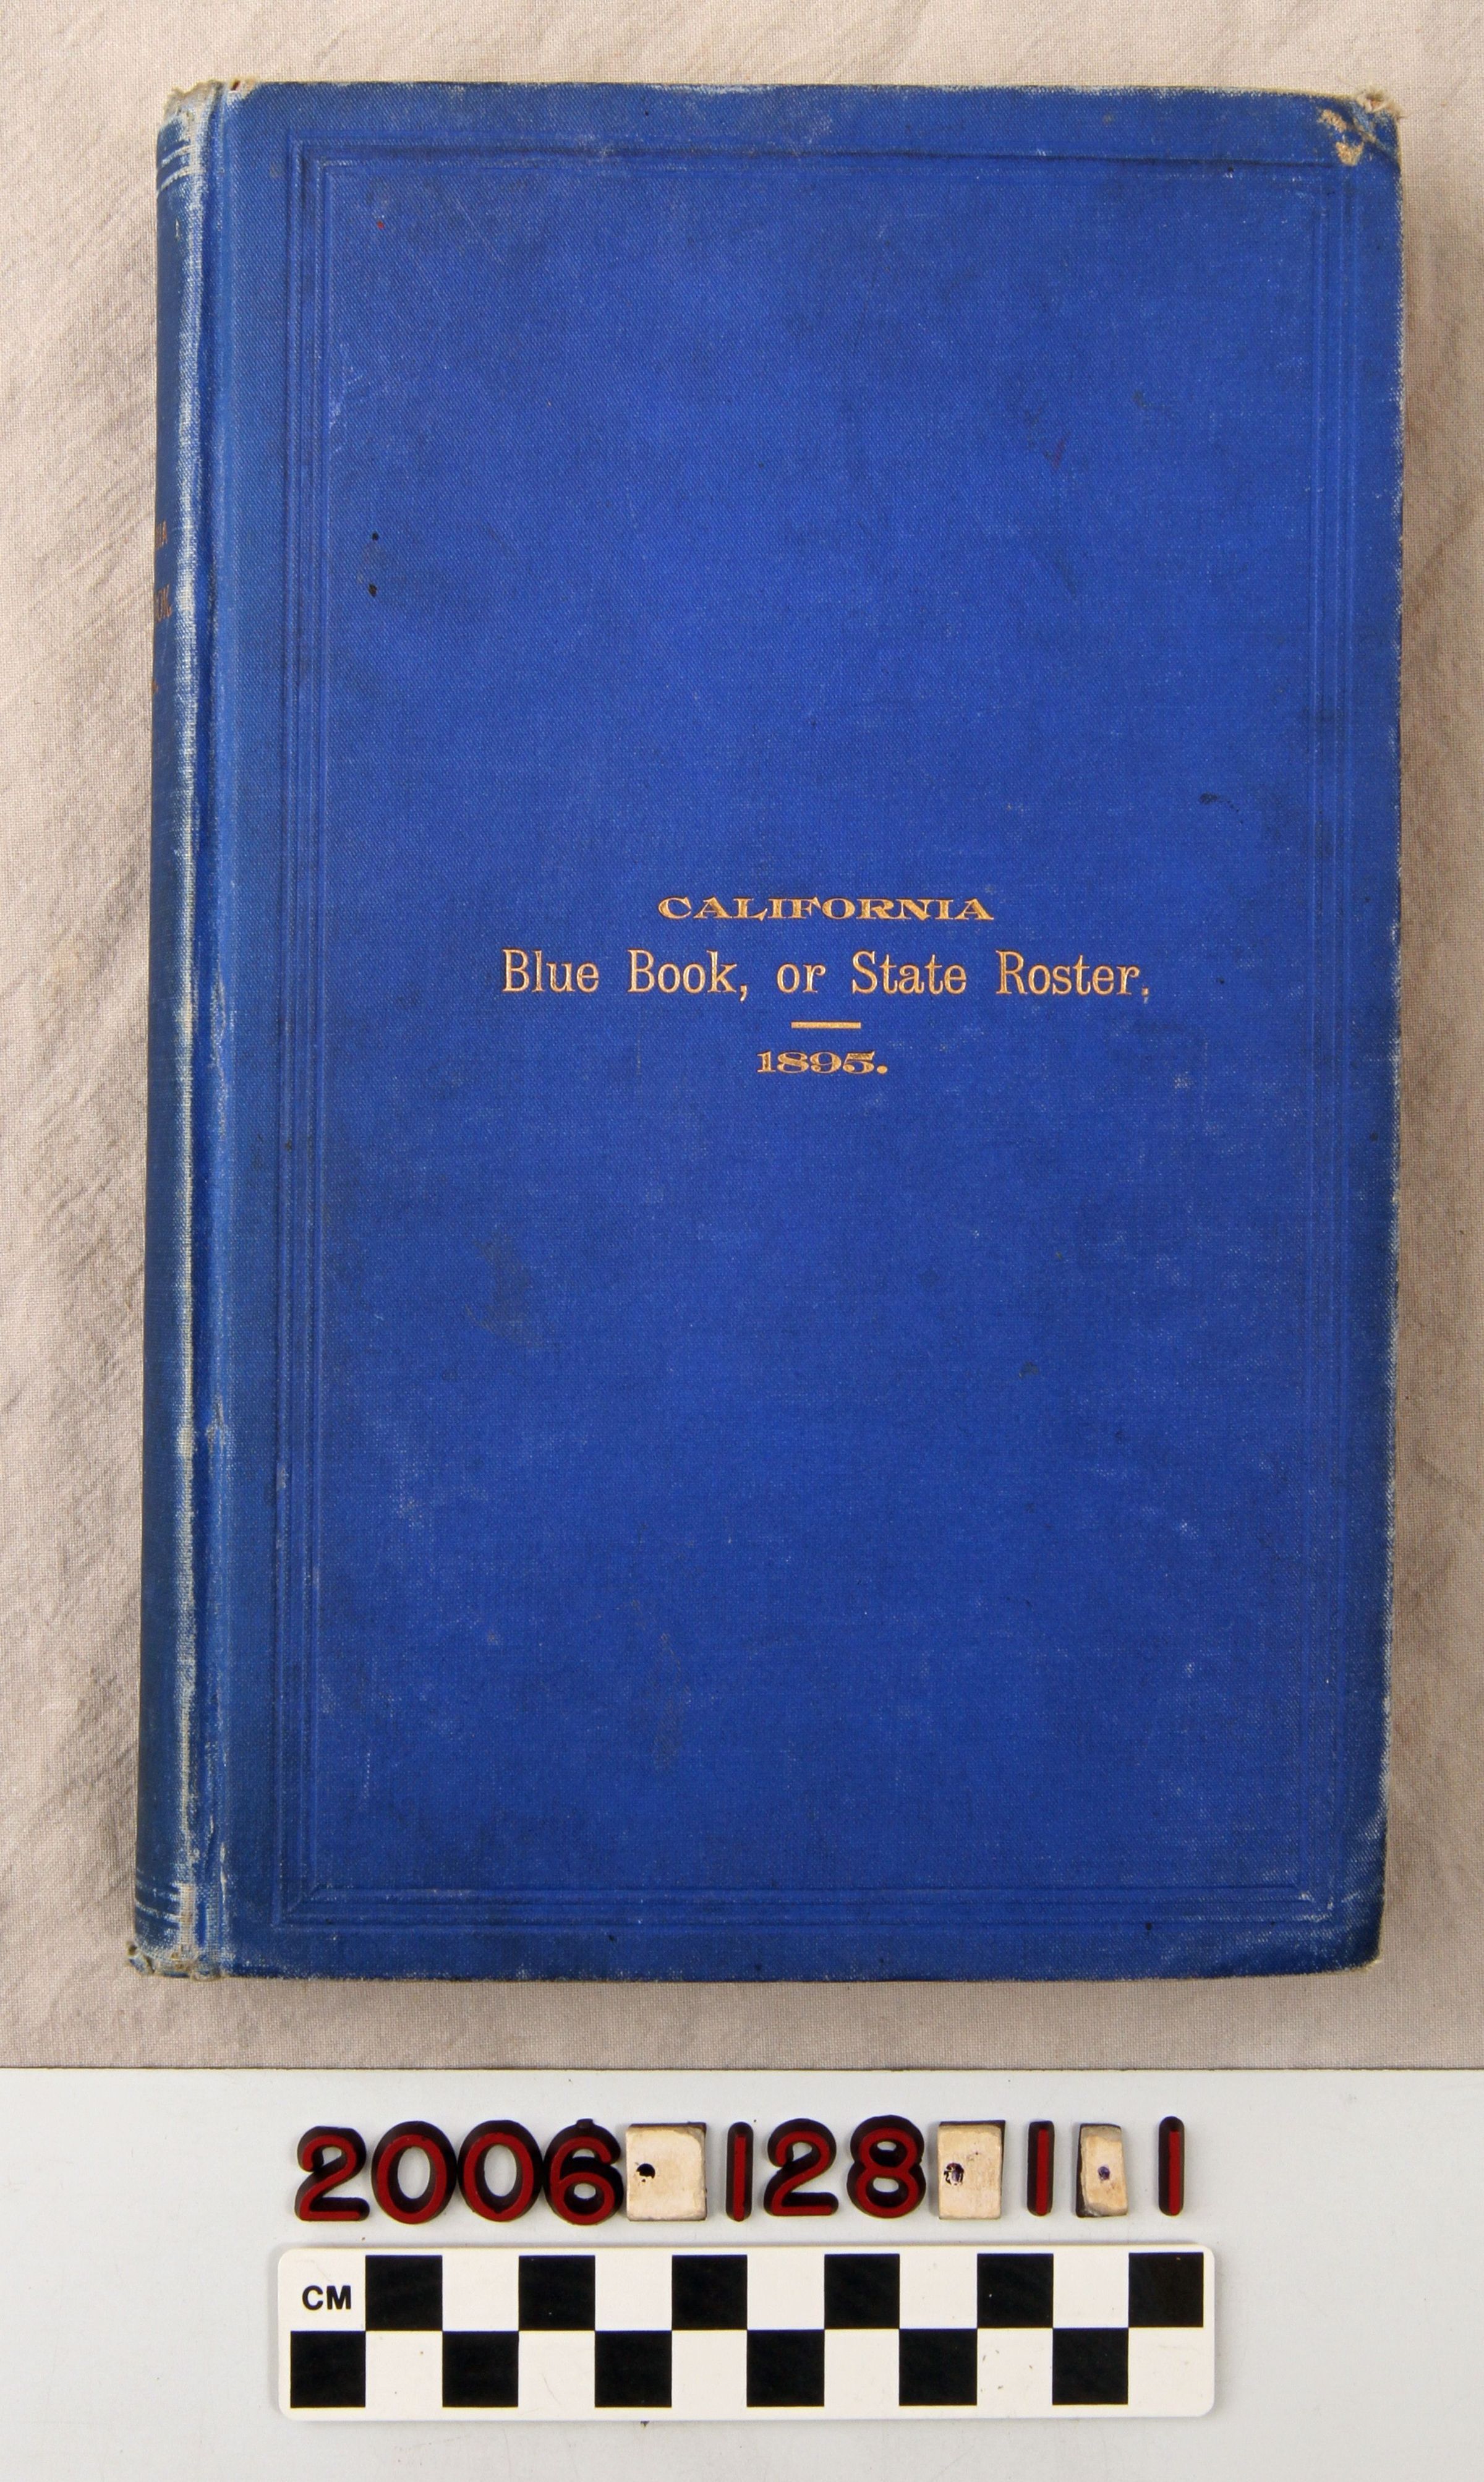 CALIFORNIA
Blue Book, or State Roster.
1895.
2006.128.1.1
CM